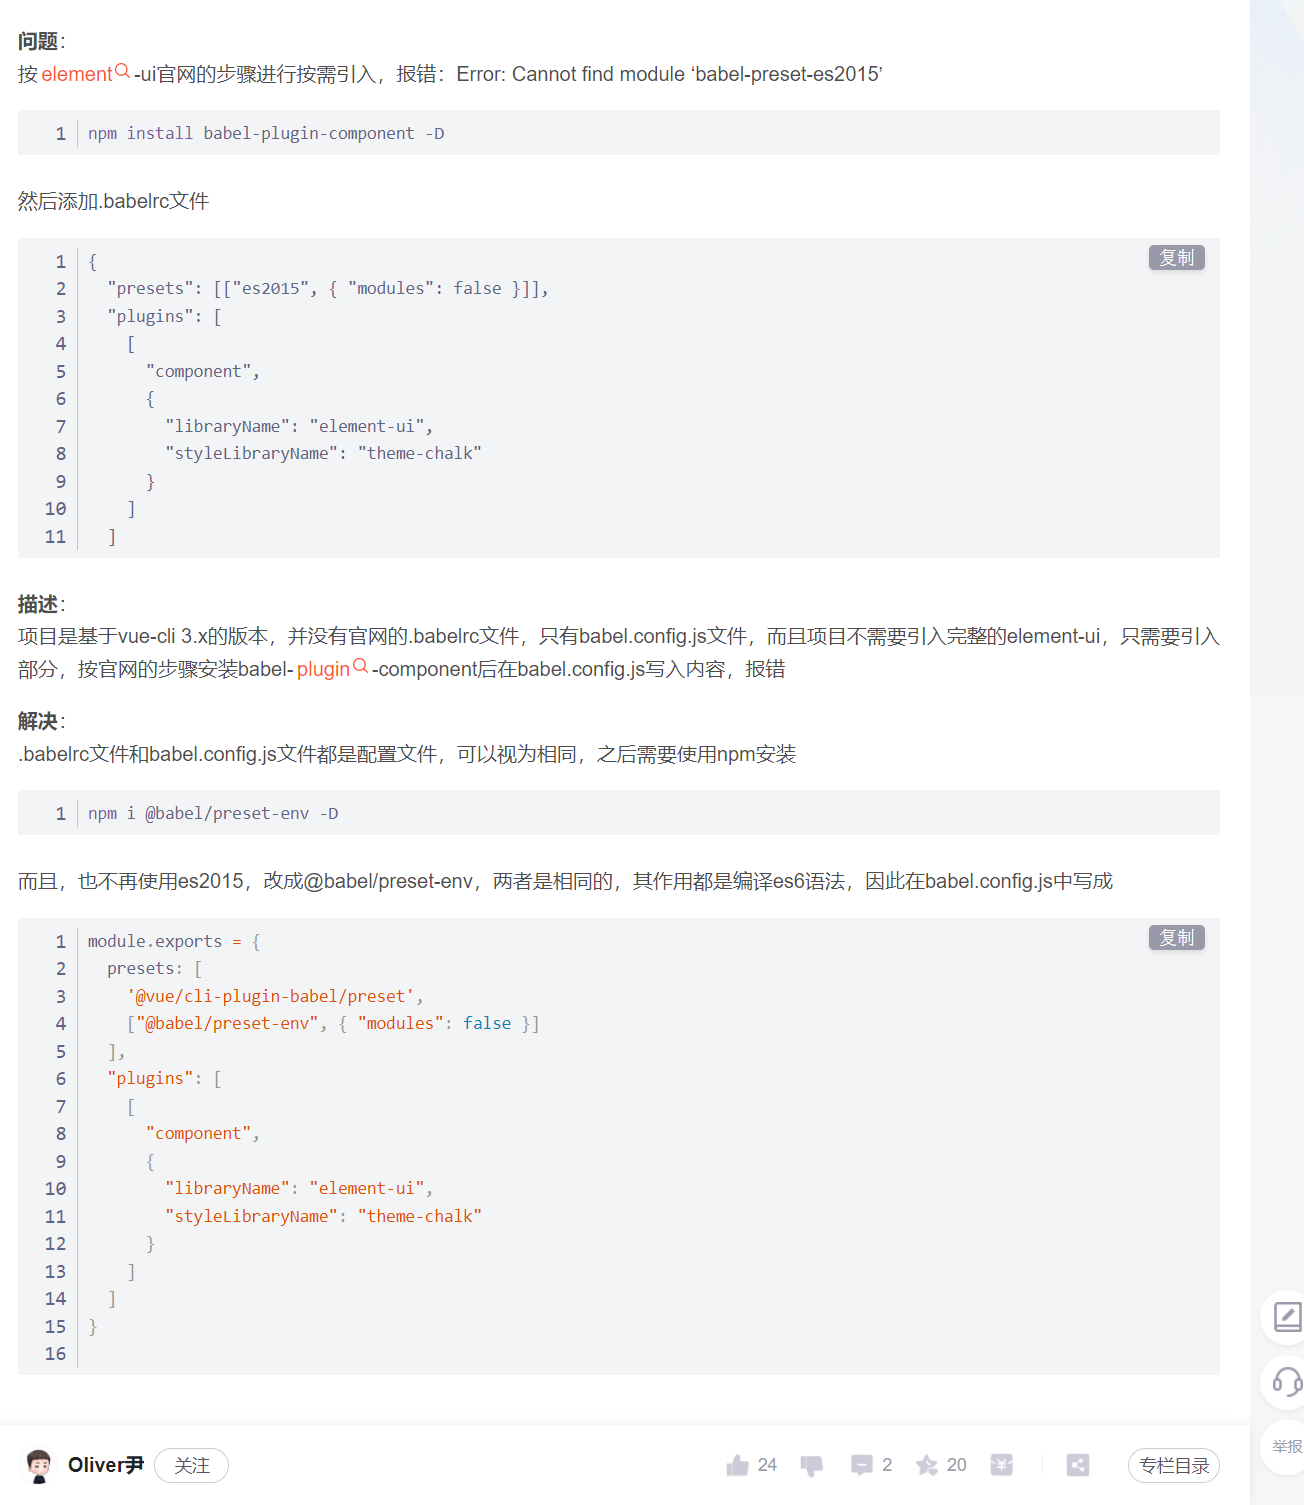 问题：
按 element -ui官网的步骤进行按需引入，报错：Error: Cannot find module ‘babel-preset-es2015’
1 npm install babel-plugin-component -D
然后添加.babelrc文件
复制
1 {
2   "presets": [["es2015", { "modules": false }]],
3   "plugins": [
4     [
5       "component",
6       {
7         "libraryName": "element-ui",
8         "styleLibraryName": "theme-chalk"
9       }
10     ]
11   ]
描述：
项目是基于vue-cli 3.x的版本，并没有官网的.babelrc文件，只有babel.config.js文件，而且项目不需要引入完整的element-ui，只需要引入
部分，按官网的步骤安装babel- plugin -component后在babel.config.js写入内容，报错
解决：
.babelrc文件和babel.config.js文件都是配置文件，可以视为相同，之后需要使用npm安装
1 npm i @babel/preset-env -D
而且，也不再使用es2015，改成@babel/preset-env，两者是相同的，其作用都是编译es6语法，因此在babel.config.js中写成
复制
1 module.exports = {
2   presets: [
3     '@vue/cli-plugin-babel/preset',
4     ["@babel/preset-env", { "modules": false }]
5   ],
6   "plugins": [
7     [
8       "component",
9       {
10         "libraryName": "element-ui",
11         "styleLibraryName": "theme-chalk"
12       }
13     ]
14   ]
15 }
16
举报
Oliver尹 关注 24 2 20 专栏目录